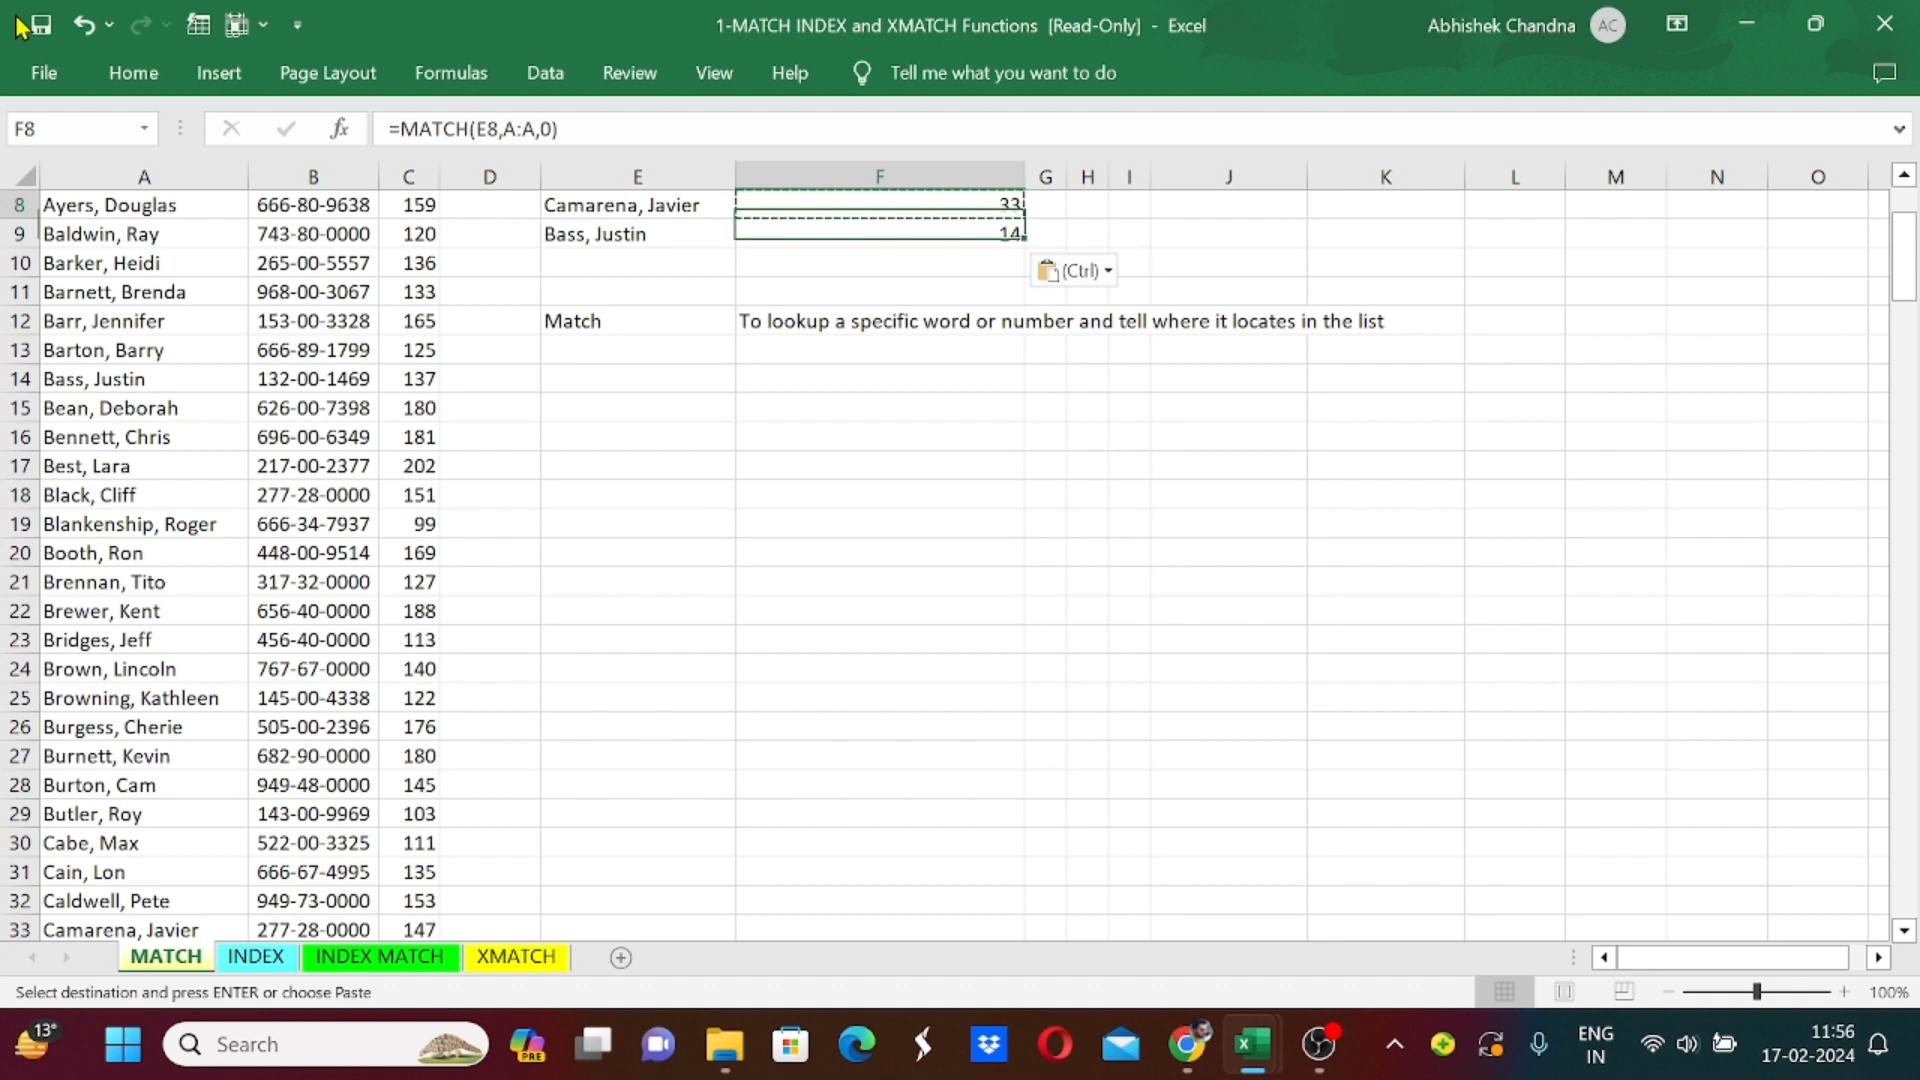 1-MATCH INDEX and XMATCH Functions [Read-Only] - Excel
Abhishek Chandna AC
File Home Insert Page Layout Formulas Data Review View Help Tell me what you want to do
F8 fx =MATCH(E8,A:A,0)
A B C D E F G H I J K L M N O
8 Ayers, Douglas 666-80-9638 159 Camarena, Javier 33
9 Baldwin, Ray 743-80-0000 120 Bass, Justin 14
10 Barker, Heidi 265-00-5557 136 (Ctrl)
11 Barnett, Brenda 968-00-3067 133
12 Barr, Jennifer 153-00-3328 165 Match To lookup a specific word or number and tell where it locates in the list
13 Barton, Barry 666-89-1799 125
14 Bass, Justin 132-00-1469 137
15 Bean, Deborah 626-00-7398 180
16 Bennett, Chris 696-00-6349 181
17 Best, Lara 217-00-2377 202
18 Black, Cliff 277-28-0000 151
19 Blankenship, Roger 666-34-7937 99
20 Booth, Ron 448-00-9514 169
21 Brennan, Tito 317-32-0000 127
22 Brewer, Kent 656-40-0000 188
23 Bridges, Jeff 456-40-0000 113
24 Brown, Lincoln 767-67-0000 140
25 Browning, Kathleen 145-00-4338 122
26 Burgess, Cherie 505-00-2396 176
27 Burnett, Kevin 682-90-0000 180
28 Burton, Cam 949-48-0000 145
29 Butler, Roy 143-00-9969 103
30 Cabe, Max 522-00-3325 111
31 Cain, Lon 666-67-4995 135
32 Caldwell, Pete 949-73-0000 153
33 Camarena, Javier 277-28-0000 147
MATCH INDEX INDEX MATCH XMATCH
Select destination and press ENTER or choose Paste 100%
13° Search PRE ENG 11:56
IN 17-02-2024